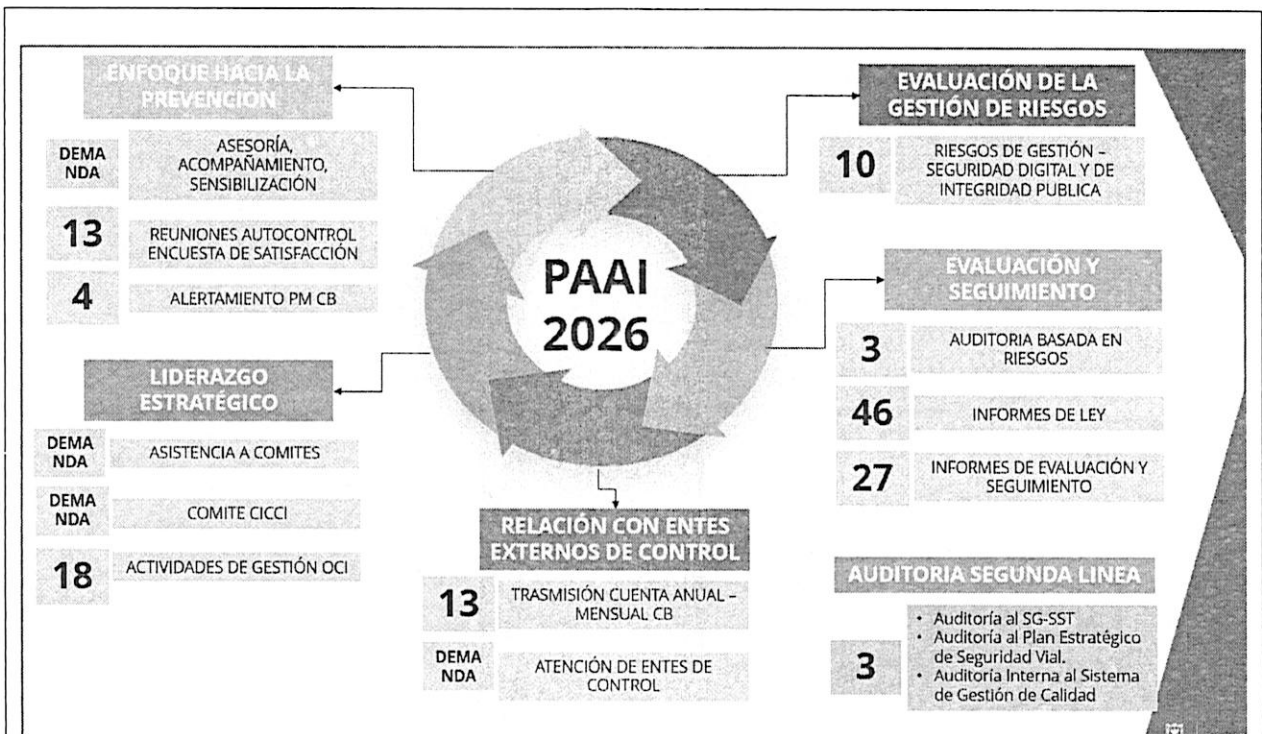 ENFOQUE HACIA LA
PREVENCIÓN
DEMA
NDA
ASESORÍA,
ACOMPAÑAMIENTO,
SENSIBILIZACIÓN
13
REUNIONES AUTOCONTROL
ENCUESTA DE SATISFACCIÓN
4
ALERTAMIENTO PM CB
LIDERAZGO
ESTRATÉGICO
DEMA
NDA
ASISTENCIA A COMITES
DEMA
NDA
COMITE CICCI
18
ACTIVIDADES DE GESTIÓN OCI
PAAI
2026
RELACIÓN CON ENTES
EXTERNOS DE CONTROL
13
TRASMISIÓN CUENTA ANUAL –
MENSUAL CB
DEMA
NDA
ATENCIÓN DE ENTES DE
CONTROL
EVALUACIÓN DE LA
GESTIÓN DE RIESGOS
10
RIESGOS DE GESTIÓN –
SEGURIDAD DIGITAL Y DE
INTEGRIDAD PUBLICA
EVALUACIÓN Y
SEGUIMIENTO
3
AUDITORIA BASADA EN
RIESGOS
46
INFORMES DE LEY
27
INFORMES DE EVALUACIÓN Y
SEGUIMIENTO
AUDITORIA SEGUNDA LINEA
3
• Auditoría al SG-SST
• Auditoría al Plan Estratégico
de Seguridad Vial.
• Auditoría Interna al Sistema
de Gestión de Calidad